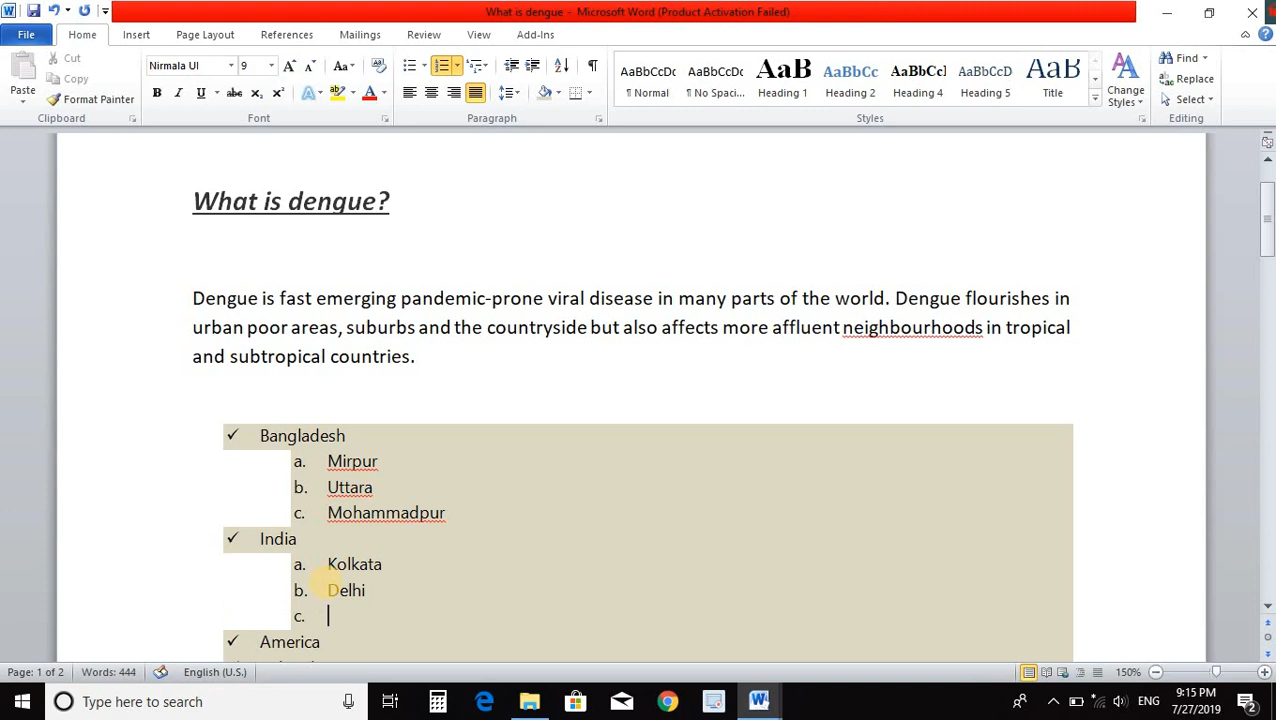 What is dengue - Microsoft Word (Product Activation Failed)
File Home Insert Page Layout References Mailings Review View Add-Ins
Paste Cut Copy Format Painter
Clipboard
Nirmala UI 9
Font
Paragraph
AaBbCcDc AaBbCcDc AaB AaBbCc AaBbCcI AaBbCcD AaB
¶ Normal ¶ No Spaci... Heading 1 Heading 2 Heading 4 Heading 5 Title
Change Styles
Styles
Find
Replace
Select
Editing
What is dengue?
Dengue is fast emerging pandemic-prone viral disease in many parts of the world. Dengue flourishes in
urban poor areas, suburbs and the countryside but also affects more affluent neighbourhoods in tropical
and subtropical countries.
✓ Bangladesh
a. Mirpur
b. Uttara
c. Mohammadpur
✓ India
a. Kolkata
b. Delhi
c.
✓ America
Page: 1 of 2 Words: 444 English (U.S.) 150%
Type here to search
ENG
9:15 PM
7/27/2019
2